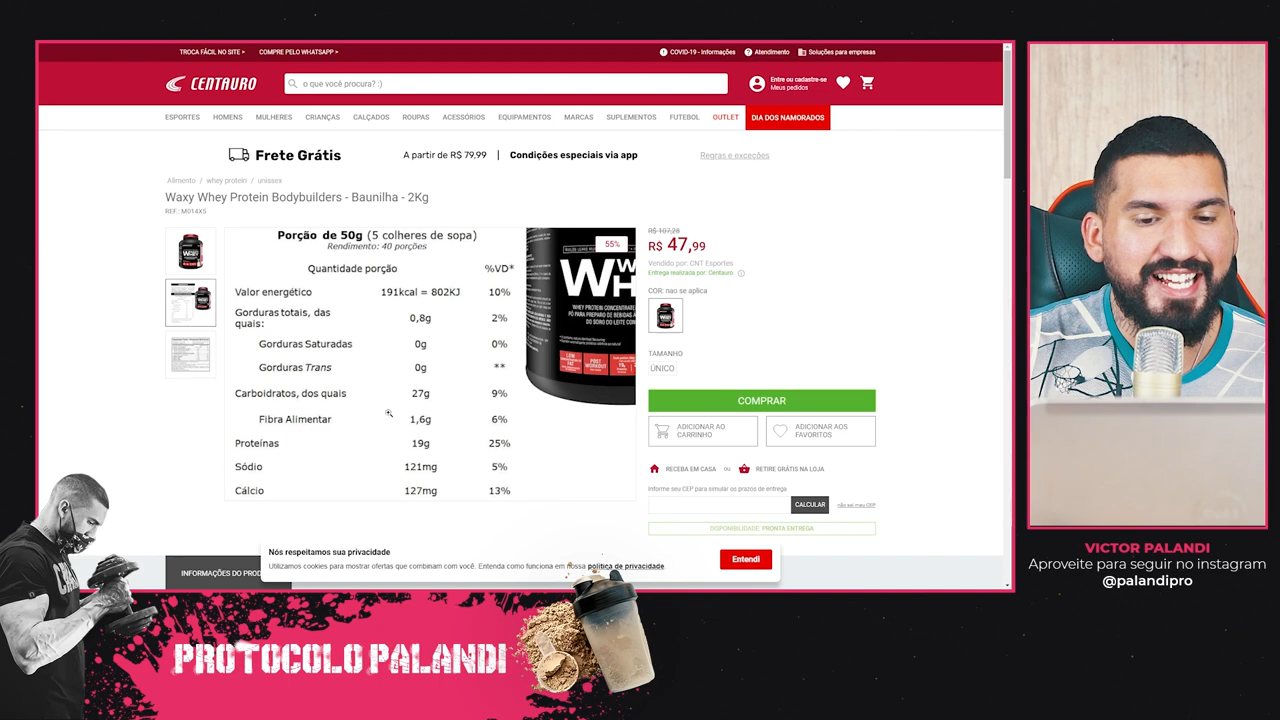 TROCA FÁCIL NO SITE >
COMPRE PELO WHATSAPP >
COVID-19 - Informações
Atendimento
Soluções para empresas
CENTAURO
o que você procura? ;)
Entre ou cadastre-se
Meus pedidos
ESPORTES HOMENS MULHERES CRIANÇAS CALÇADOS ROUPAS ACESSÓRIOS EQUIPAMENTOS MARCAS SUPLEMENTOS FUTEBOL OUTLET DIA DOS NAMORADOS
Frete Grátis A partir de R$ 79,99 | Condições especiais via app Regras e exceções
Alimento / whey protein / unissex
Waxy Whey Protein Bodybuilders - Baunilha - 2Kg
REF.: M014X5
Porção de 50g (5 colheres de sopa)
Rendimento: 40 porções
Quantidade porção %VD*
Valor energético 191kcal = 802KJ 10%
Gorduras totais, das
quais: 0,8g 2%
Gorduras Saturadas 0g 0%
Gorduras Trans 0g **
Carboidratos, dos quais 27g 9%
Fibra Alimentar 1,6g 6%
Proteínas 19g 25%
Sódio 121mg 5%
Cálcio 127mg 13%
55%
R$ 107,28
R$ 47,99
Vendido por: CNT Esportes
Entrega realizada por: Centauro
COR: nao se aplica
TAMANHO
ÚNICO
COMPRAR
ADICIONAR AO
CARRINHO
ADICIONAR AOS
FAVORITOS
RECEBA EM CASA ou RETIRE GRÁTIS NA LOJA
Informe seu CEP para simular os prazos de entrega
CALCULAR
não sei meu CEP
DISPONIBILIDADE: PRONTA ENTREGA
Nós respeitamos sua privacidade
Utilizamos cookies para mostrar ofertas que combinam com você. Entenda como funciona em nossa política de privacidade.
Entendi
INFORMAÇÕES DO PROD
VICTOR PALANDI
Aproveite para seguir no instagram
@palandipro
PROTOCOLO PALANDI